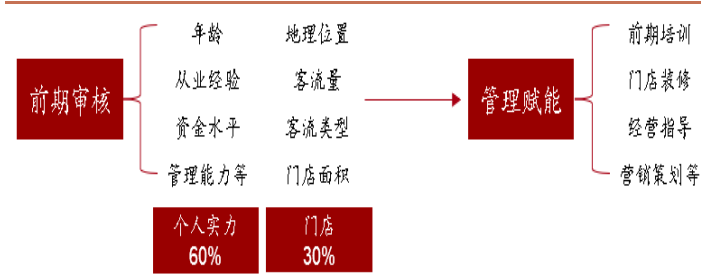 前期审核
年龄
从业经验
资金水平
管理能力等
个人实力
60%
地理位置
客流量
客流类型
门店面积
门店
30%
管理赋能
前期培训
门店装修
经营指导
营销策划等